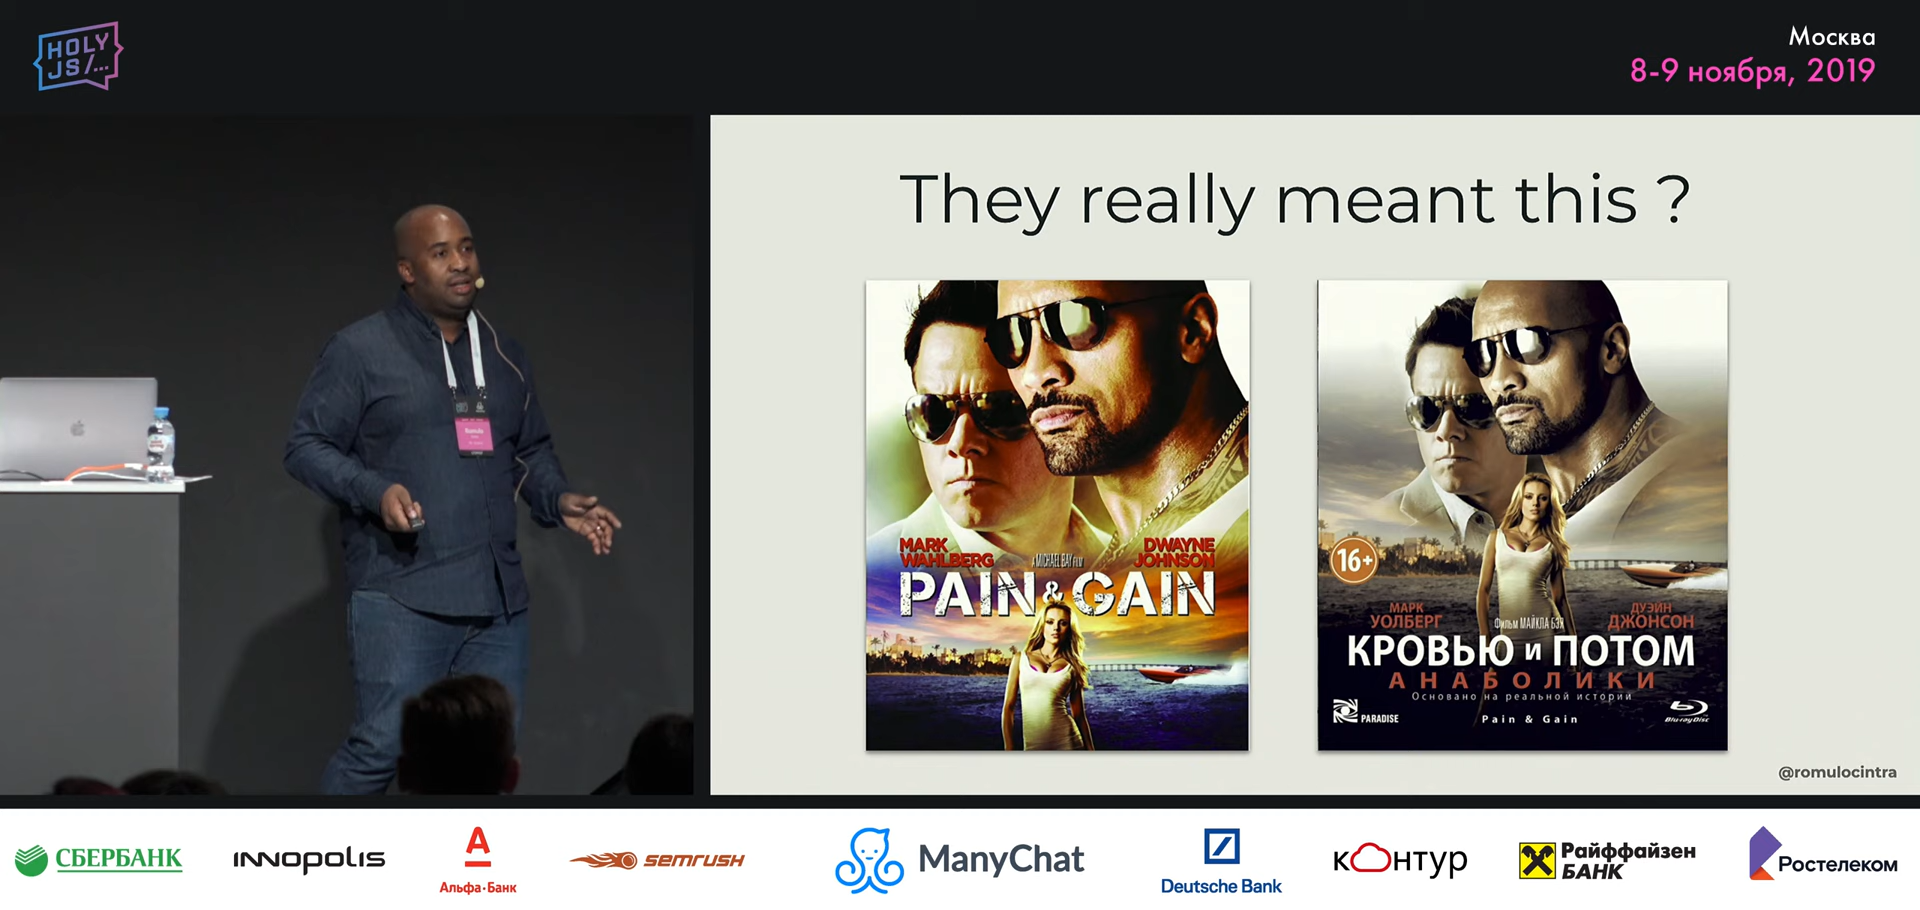 HOLY
JS/...
Москва
8-9 ноября, 2019
They really meant this ?
MARK
WAHLBERG
A MICHAEL BAY FILM
DWAYNE
JOHNSON
PAIN & GAIN
16+
МАРК
УОЛБЕРГ
Фильм МАЙКЛА БЭЯ
ДУЭЙН
ДЖОНСОН
КРОВЬЮ и ПОТОМ
АНАБОЛИКИ
Основано на реальной истории
PARADISE
Pain & Gain
Blu-ray Disc
Romulo
@romulocintra
СБЕРБАНК
INNOPOLIS
Альфа·Банк
semrush
ManyChat
Deutsche Bank
кОнтур
Райффайзен
БАНК
Ростелеком